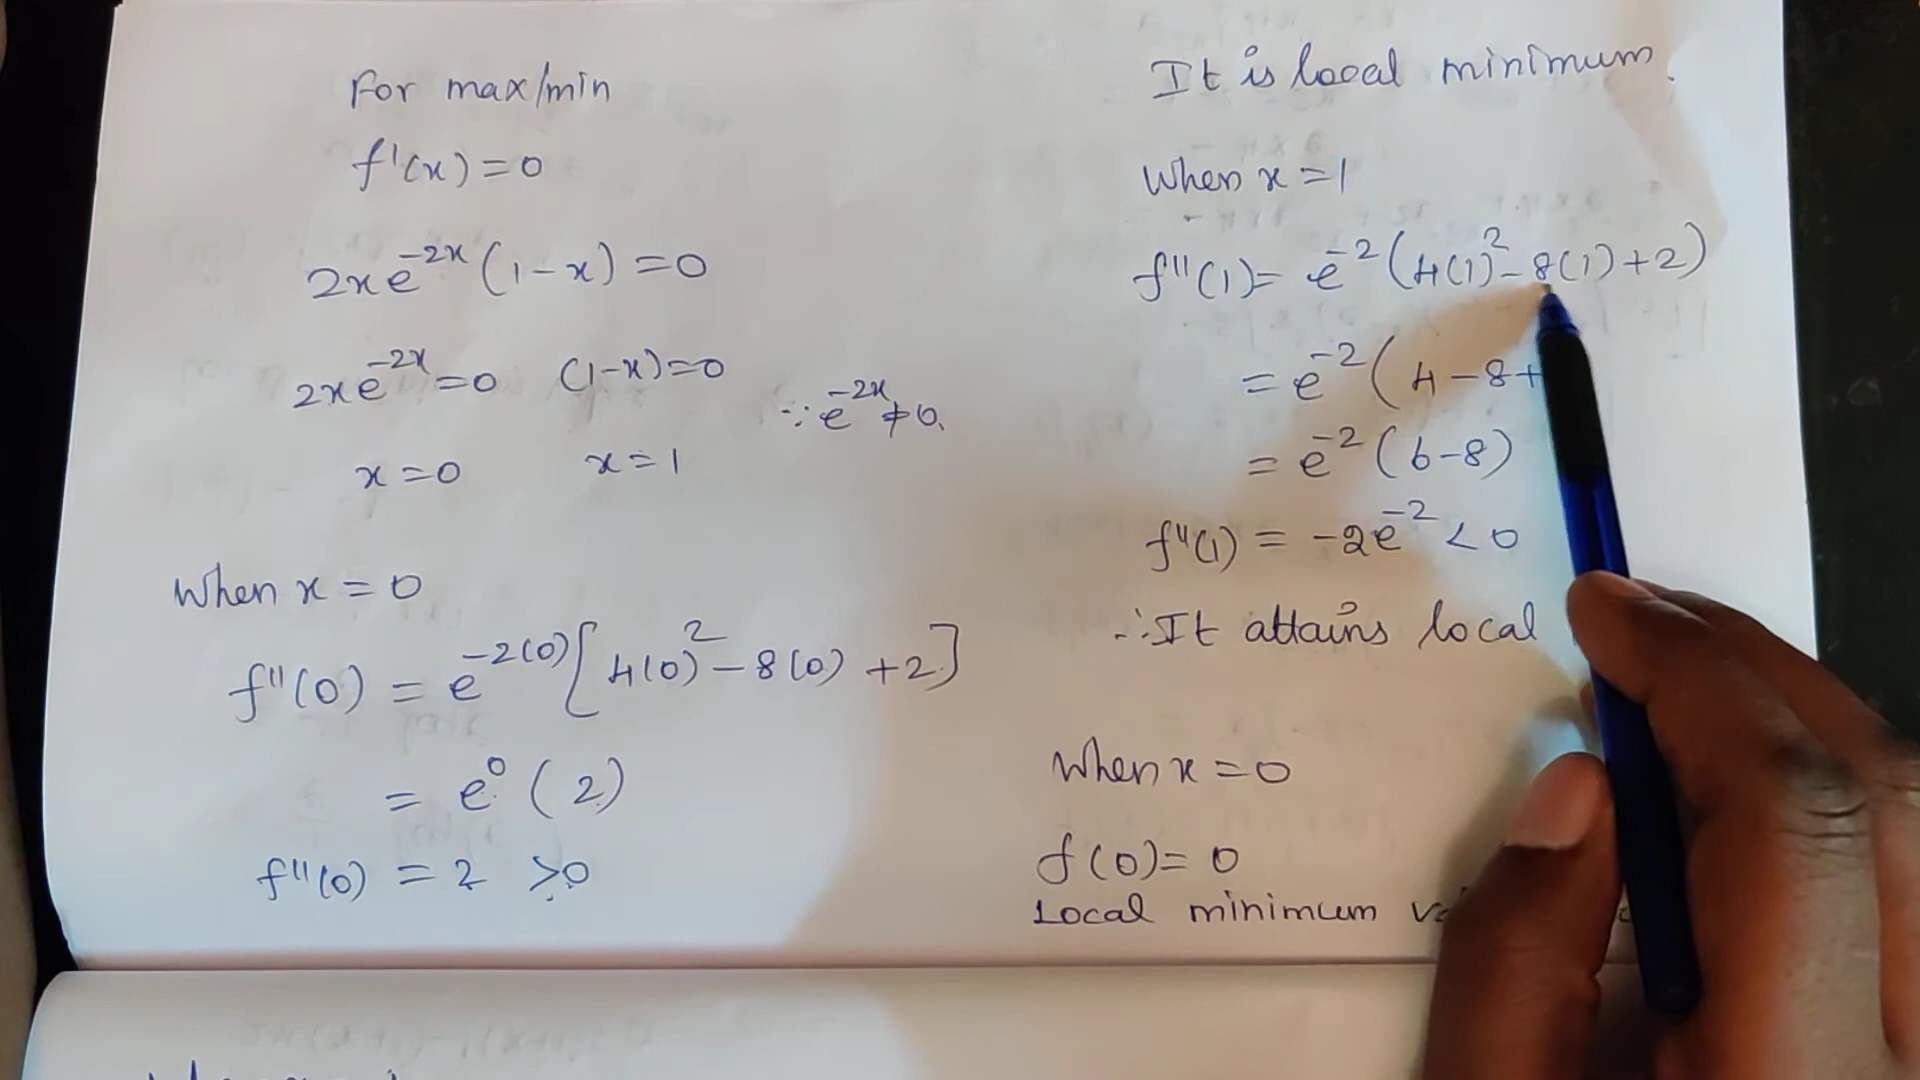 For max/min
f'(x) = 0
2xe^{-2x}(1-x) = 0
2xe^{-2x} = 0 (1-x) = 0 ∵ e^{-2x} ≠ 0.
x = 0 x = 1
When x = 0
f''(0) = e^{-2(0)}[4(0)^2 - 8(0) + 2]
= e^0 (2)
f''(0) = 2 > 0
It is local minimum.
When x = 1
f''(1) = e^{-2}(4(1)^2 - 8(1) + 2)
= e^{-2}(4 - 8 +
= e^{-2}(6-8)
f''(1) = -2e^{-2} < 0
∴ It attains local
When x = 0
f(0) = 0
Local minimum